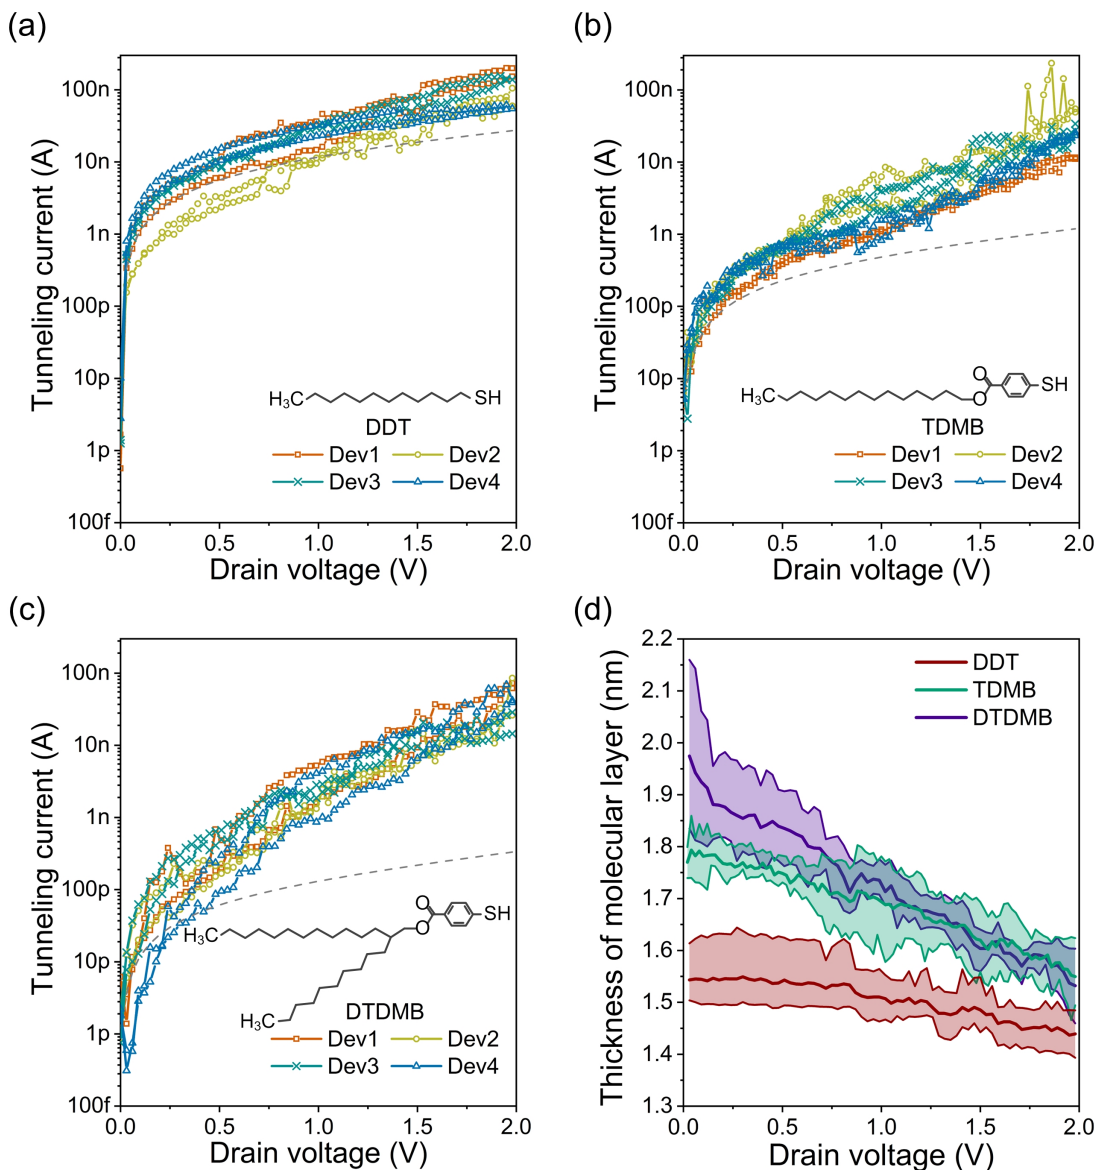 (a)
Tunneling current (A)
100n
10n
1n
100p
10p
1p
100f
H₃C SH
DDT
Dev1 Dev2
Dev3 Dev4
0.0 0.5 1.0 1.5 2.0
Drain voltage (V)
(b)
Tunneling current (A)
100n
10n
1n
100p
10p
1p
100f
O
H₃C O SH
TDMB
Dev1 Dev2
Dev3 Dev4
0.0 0.5 1.0 1.5 2.0
Drain voltage (V)
(c)
Tunneling current (A)
100n
10n
1n
100p
10p
1p
100f
O
SH
H₃C O
H₃C
DTDMB
Dev1 Dev2
Dev3 Dev4
0.0 0.5 1.0 1.5 2.0
Drain voltage (V)
(d)
Thickness of molecular layer (nm)
2.2
2.1
2.0
1.9
1.8
1.7
1.6
1.5
1.4
1.3
DDT
TDMB
DTDMB
0.0 0.5 1.0 1.5 2.0
Drain voltage (V)